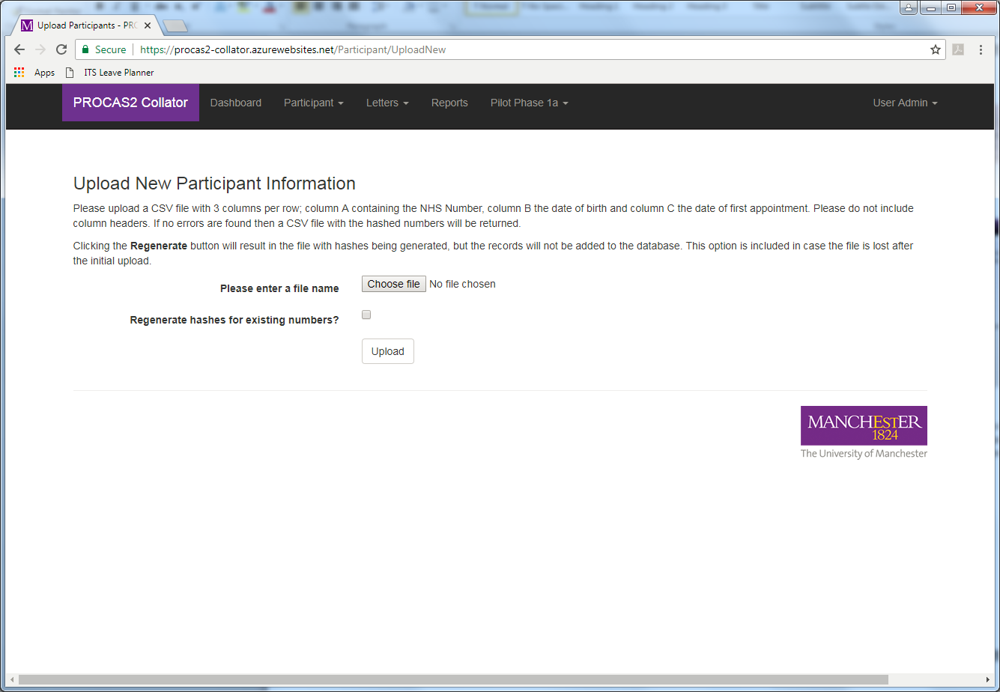 Upload Participants - PRO
Secure https://procas2-collator.azurewebsites.net/Participant/UploadNew
Apps ITS Leave Planner
PROCAS2 Collator Dashboard Participant Letters Reports Pilot Phase 1a User Admin
Upload New Participant Information
Please upload a CSV file with 3 columns per row; column A containing the NHS Number, column B the date of birth and column C the date of first appointment. Please do not include
column headers. If no errors are found then a CSV file with the hashed numbers will be returned.
Clicking the Regenerate button will result in the file with hashes being generated, but the records will not be added to the database. This option is included in case the file is lost after
the initial upload.
Please enter a file name Choose file No file chosen
Regenerate hashes for existing numbers?
Upload
MANCHESTER
1824
The University of Manchester